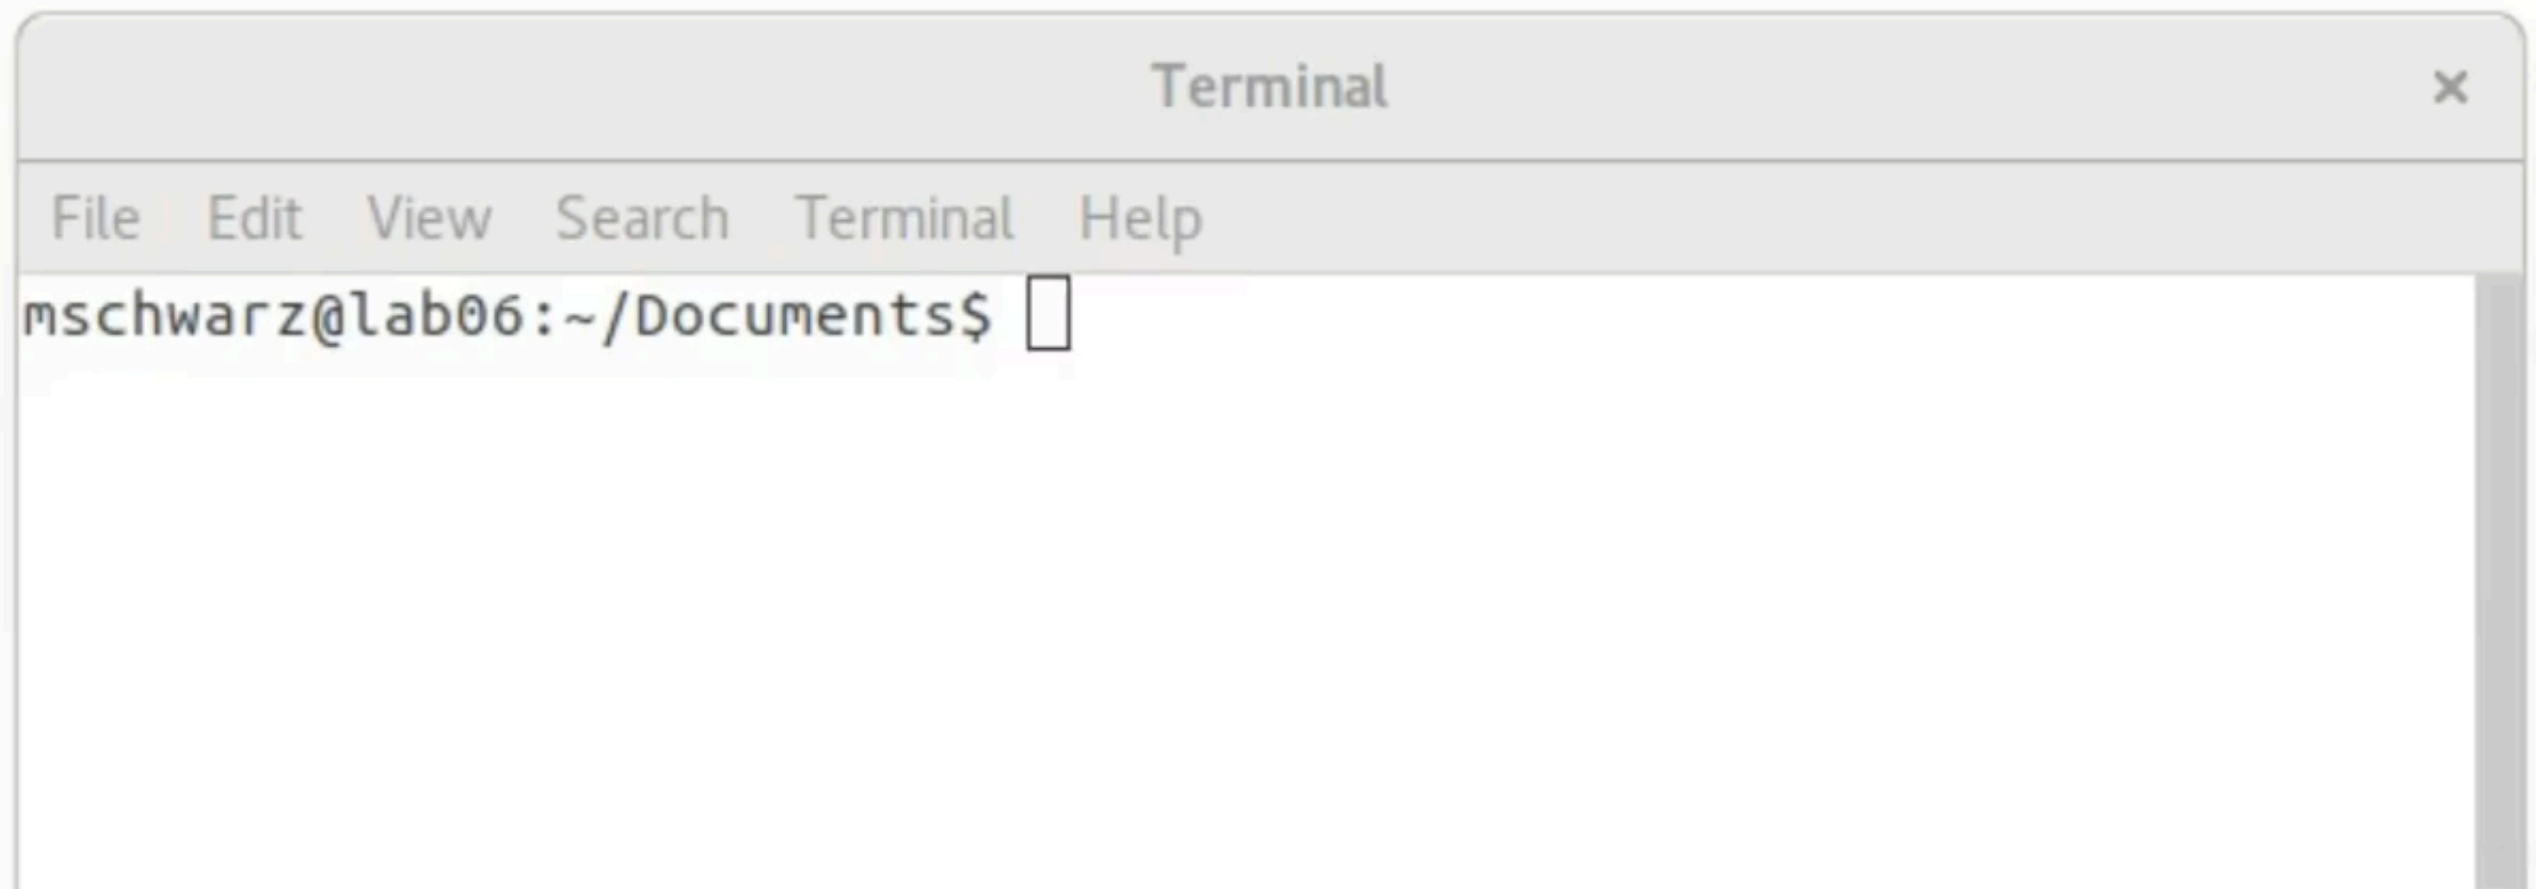 Terminal
File Edit View Search Terminal Help
mschwarz@lab06:~/Documents$